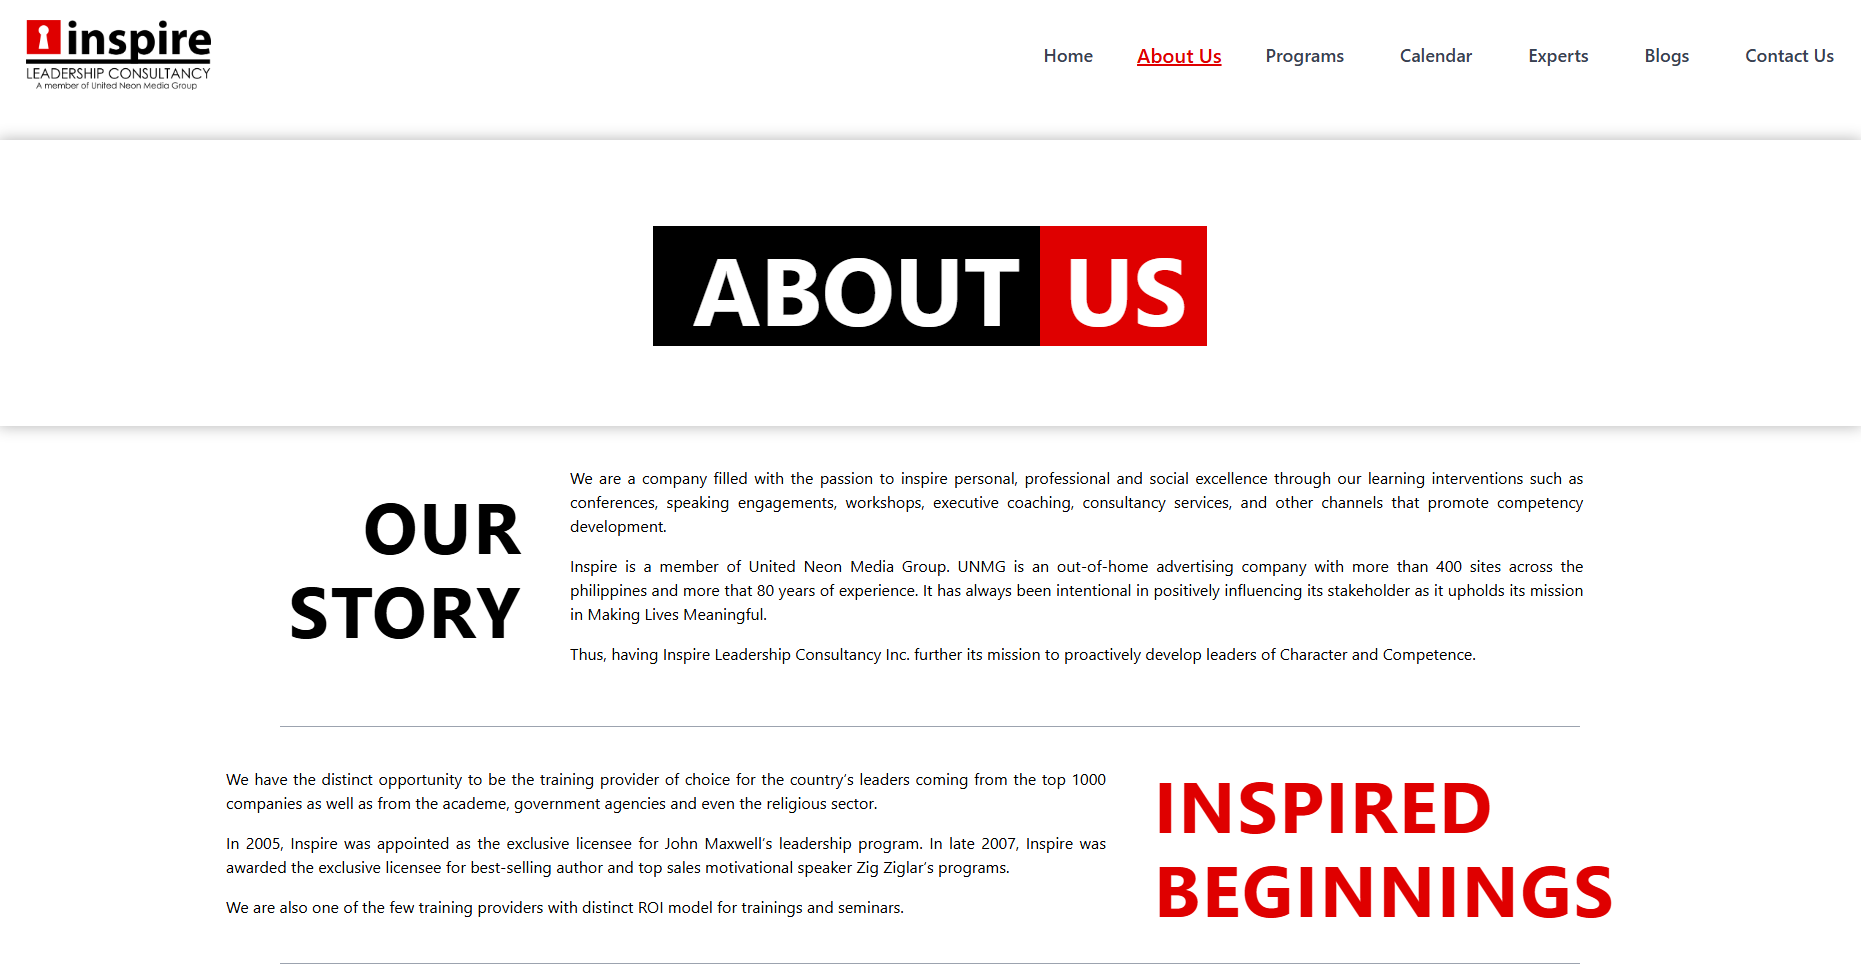 inspire
LEADERSHIP CONSULTANCY
A member of United Neon Media Group
Home About Us Programs Calendar Experts Blogs Contact Us
ABOUT US
OUR
STORY
We are a company filled with the passion to inspire personal, professional and social excellence through our learning interventions such as
conferences, speaking engagements, workshops, executive coaching, consultancy services, and other channels that promote competency
development.
Inspire is a member of United Neon Media Group. UNMG is an out-of-home advertising company with more than 400 sites across the
philippines and more that 80 years of experience. It has always been intentional in positively influencing its stakeholder as it upholds its mission
in Making Lives Meaningful.
Thus, having Inspire Leadership Consultancy Inc. further its mission to proactively develop leaders of Character and Competence.
We have the distinct opportunity to be the training provider of choice for the country’s leaders coming from the top 1000
companies as well as from the academe, government agencies and even the religious sector.
In 2005, Inspire was appointed as the exclusive licensee for John Maxwell’s leadership program. In late 2007, Inspire was
awarded the exclusive licensee for best-selling author and top sales motivational speaker Zig Ziglar’s programs.
We are also one of the few training providers with distinct ROI model for trainings and seminars.
INSPIRED
BEGINNINGS